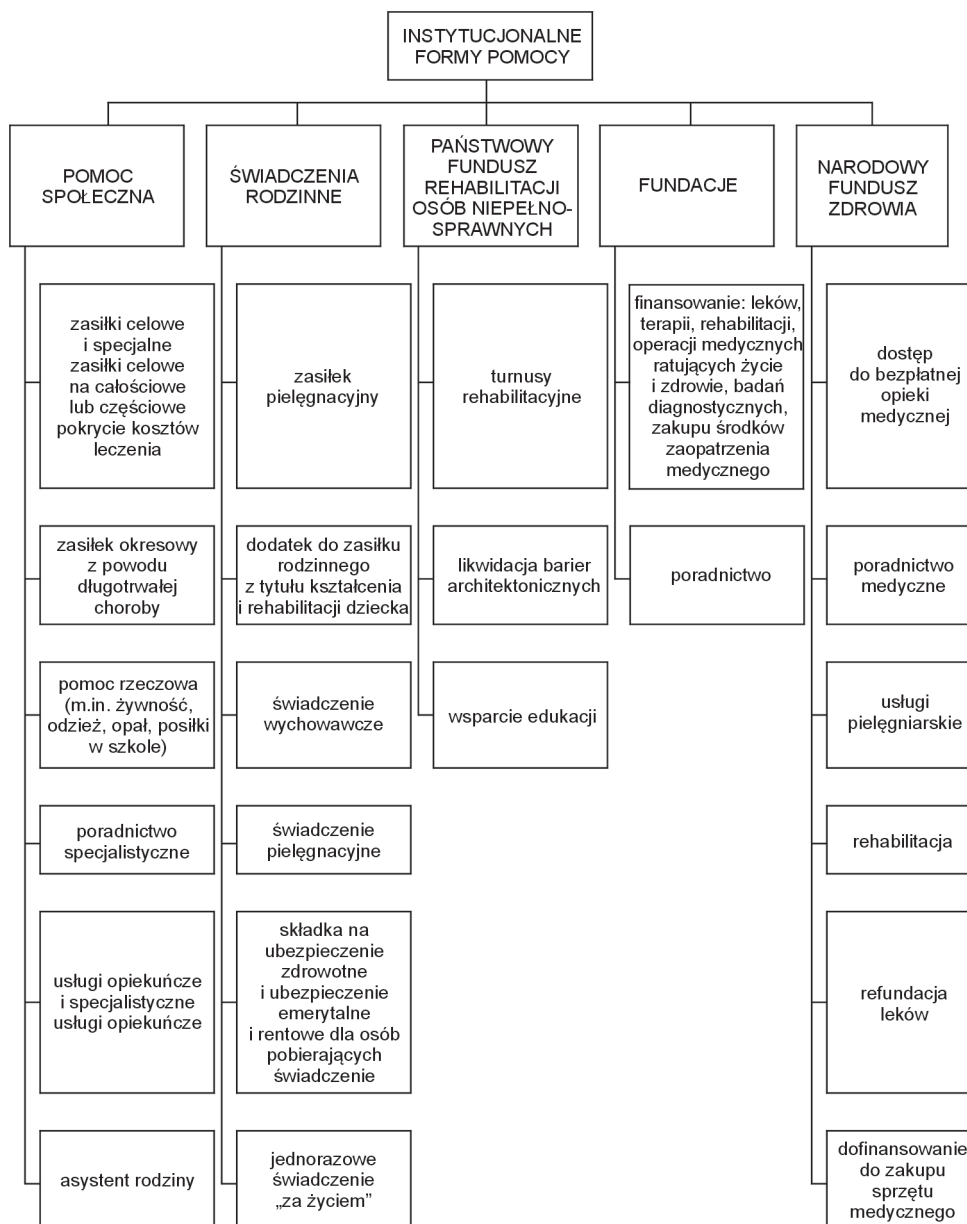 INSTYTUCJONALNE
FORMY POMOCY
POMOC
SPOŁECZNA
ŚWIADCZENIA
RODZINNE
PAŃSTWOWY
FUNDUSZ
REHABILITACJI
OSÓB NIEPEŁNO-
SPRAWNYCH
FUNDACJE
NARODOWY
FUNDUSZ
ZDROWIA
zasiłki celowe
i specjalne
zasiłki celowe
na całościowe
lub częściowe
pokrycie kosztów
leczenia
zasiłek
pielęgnacyjny
turnusy
rehabilitacyjne
finansowanie: leków,
terapii, rehabilitacji,
operacji medycznych
ratujących życie
i zdrowie, badań
diagnostycznych,
zakupu środków
zaopatrzenia
medycznego
dostęp
do bezpłatnej
opieki
medycznej
zasiłek okresowy
z powodu
długotrwałej
choroby
dodatek do zasiłku
rodzinnego
z tytułu kształcenia
i rehabilitacji dziecka
likwidacja barier
architektonicznych
poradnictwo
poradnictwo
medyczne
pomoc rzeczowa
(m.in. żywność,
odzież, opał, posiłki
w szkole)
świadczenie
wychowawcze
wsparcie edukacji
usługi
pielęgniarskie
poradnictwo
specjalistyczne
świadczenie
pielęgnacyjne
rehabilitacja
usługi opiekuńcze
i specjalistyczne
usługi opiekuńcze
składka na
ubezpieczenie
zdrowotne
i ubezpieczenie
emerytalne
i rentowe dla osób
pobierających
świadczenie
refundacja
leków
asystent rodziny
jednorazowe
świadczenie
„za życiem”
dofinansowanie
do zakupu
sprzętu
medycznego